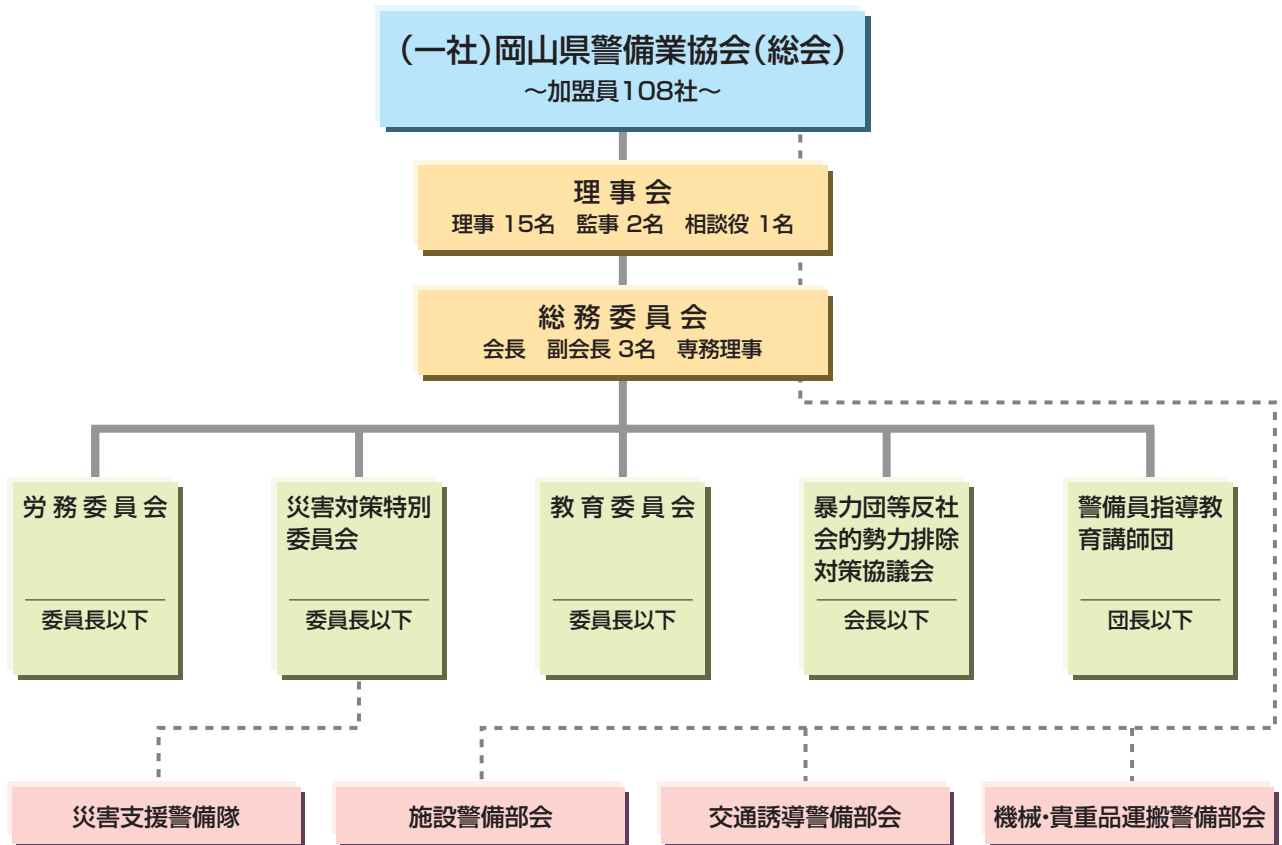 (一社)岡山県警備業協会(総会)
〜加盟員108社〜
理事会
理事 15名　監事 2名　相談役 1名
総務委員会
会長　副会長 3名　専務理事
労務委員会
委員長以下
災害対策特別
委員会
委員長以下
教育委員会
委員長以下
暴力団等反社
会的勢力排除
対策協議会
会長以下
警備員指導教
育講師団
団長以下
災害支援警備隊
施設警備部会
交通誘導警備部会
機械・貴重品運搬警備部会